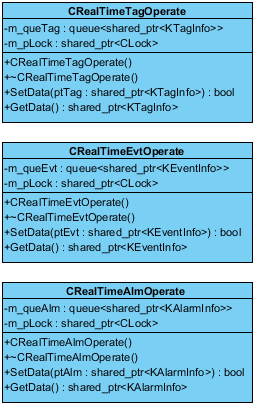 CRealTimeTagOperate
-m_queTag : queue<shared_ptr<KTagInfo>>
-m_pLock : shared_ptr<CLock>
+CRealTimeTagOperate()
+~CRealTimeTagOperate()
+SetData(ptTag : shared_ptr<KTagInfo>) : bool
+GetData() : shared_ptr<KTagInfo>
CRealTimeEvtOperate
-m_queEvt : queue<shared_ptr<KEventInfo>>
-m_pLock : shared_ptr<CLock>
+CRealTimeEvtOperate()
+~CRealTimeEvtOperate()
+SetData(ptEvt : shared_ptr<KEventInfo>) : bool
+GetData() : shared_ptr<KEventInfo>
CRealTimeAlmOperate
-m_queAlm : queue<shared_ptr<KAlarmInfo>>
-m_pLock : shared_ptr<CLock>
+CRealTimeAlmOperate()
+~CRealTimeAlmOperate()
+SetData(ptAlm : shared_ptr<KAlarmInfo>) : bool
+GetData() : shared_ptr<KAlarmInfo>